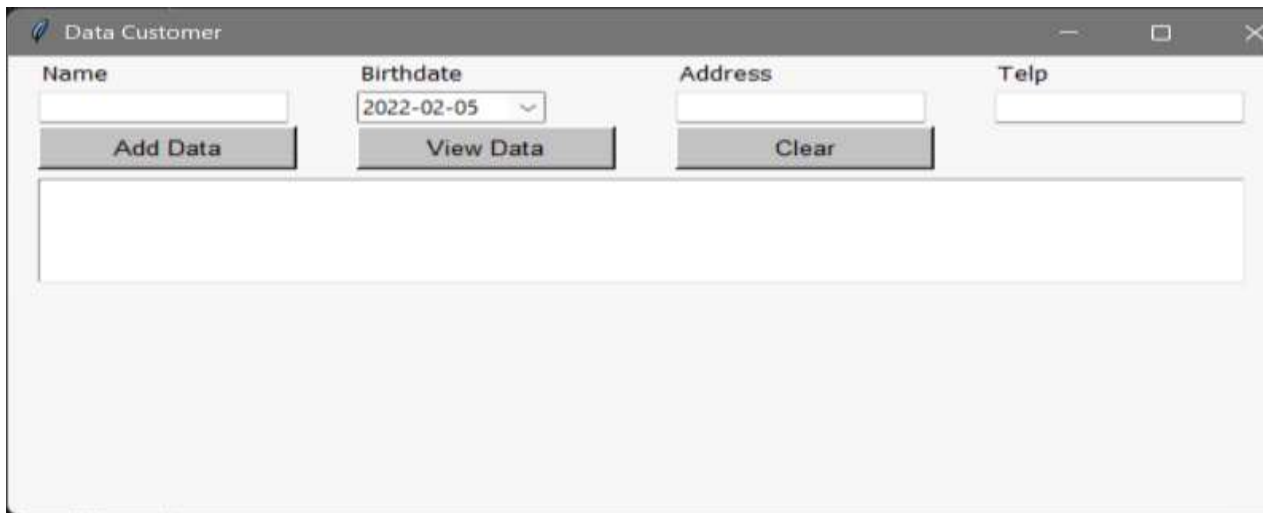 Data Customer
Name Birthdate Address Telp
2022-02-05
Add Data View Data Clear